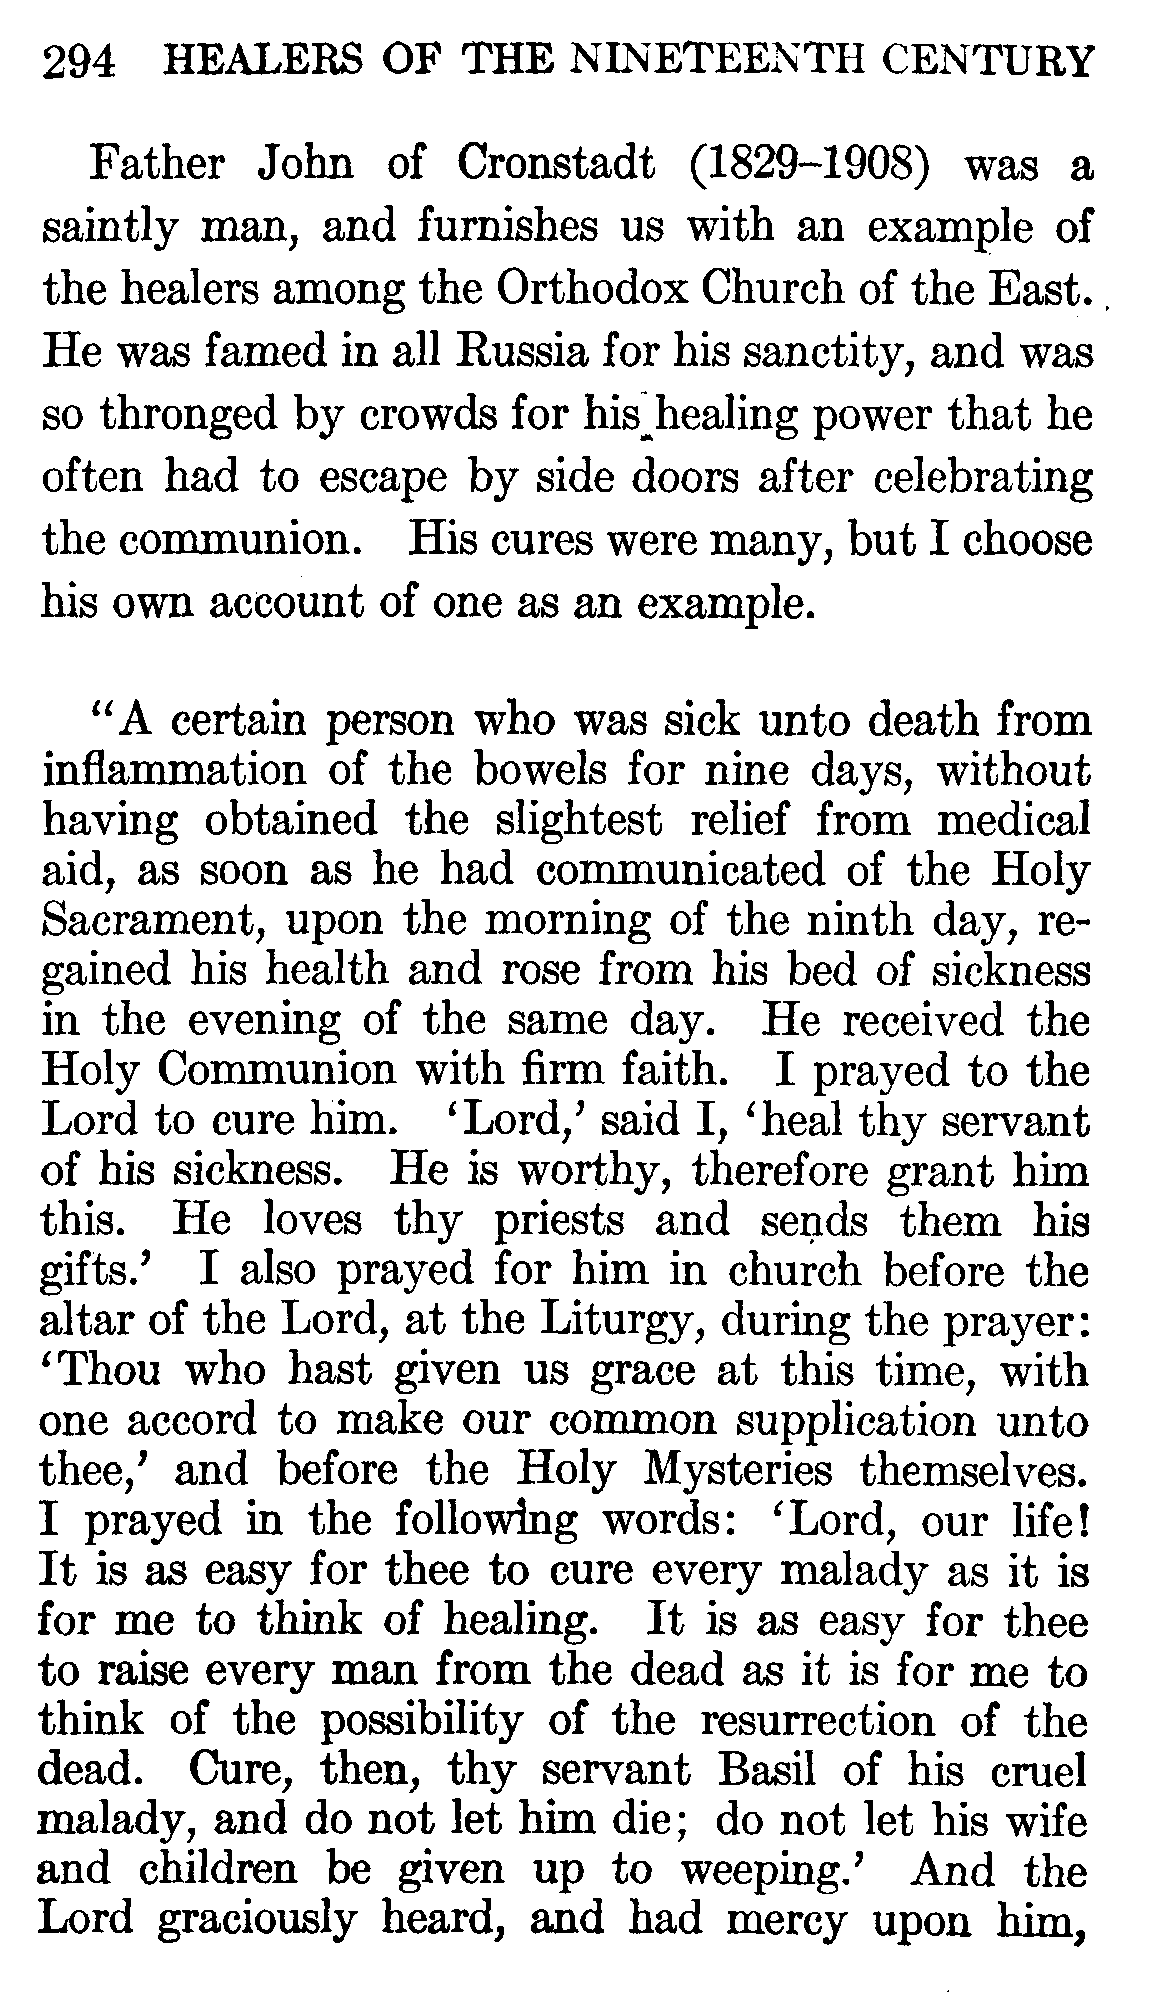 294 HEALERS OF THE NINETEENTH CENTURY
Father John of Cronstadt (1829–1908) was a
saintly man, and furnishes us with an example of
the healers among the Orthodox Church of the East.
He was famed in all Russia for his sanctity, and was
so thronged by crowds for his healing power that he
often had to escape by side doors after celebrating
the communion. His cures were many, but I choose
his own account of one as an example.
“A certain person who was sick unto death from
inflammation of the bowels for nine days, without
having obtained the slightest relief from medical
aid, as soon as he had communicated of the Holy
Sacrament, upon the morning of the ninth day, re-
gained his health and rose from his bed of sickness
in the evening of the same day. He received the
Holy Communion with firm faith. I prayed to the
Lord to cure him. ‘Lord,’ said I, ‘heal thy servant
of his sickness. He is worthy, therefore grant him
this. He loves thy priests and sends them his
gifts.’ I also prayed for him in church before the
altar of the Lord, at the Liturgy, during the prayer:
‘Thou who hast given us grace at this time, with
one accord to make our common supplication unto
thee,’ and before the Holy Mysteries themselves.
I prayed in the following words: ‘Lord, our life!
It is as easy for thee to cure every malady as it is
for me to think of healing. It is as easy for thee
to raise every man from the dead as it is for me to
think of the possibility of the resurrection of the
dead. Cure, then, thy servant Basil of his cruel
malady, and do not let him die; do not let his wife
and children be given up to weeping.’ And the
Lord graciously heard, and had mercy upon him,